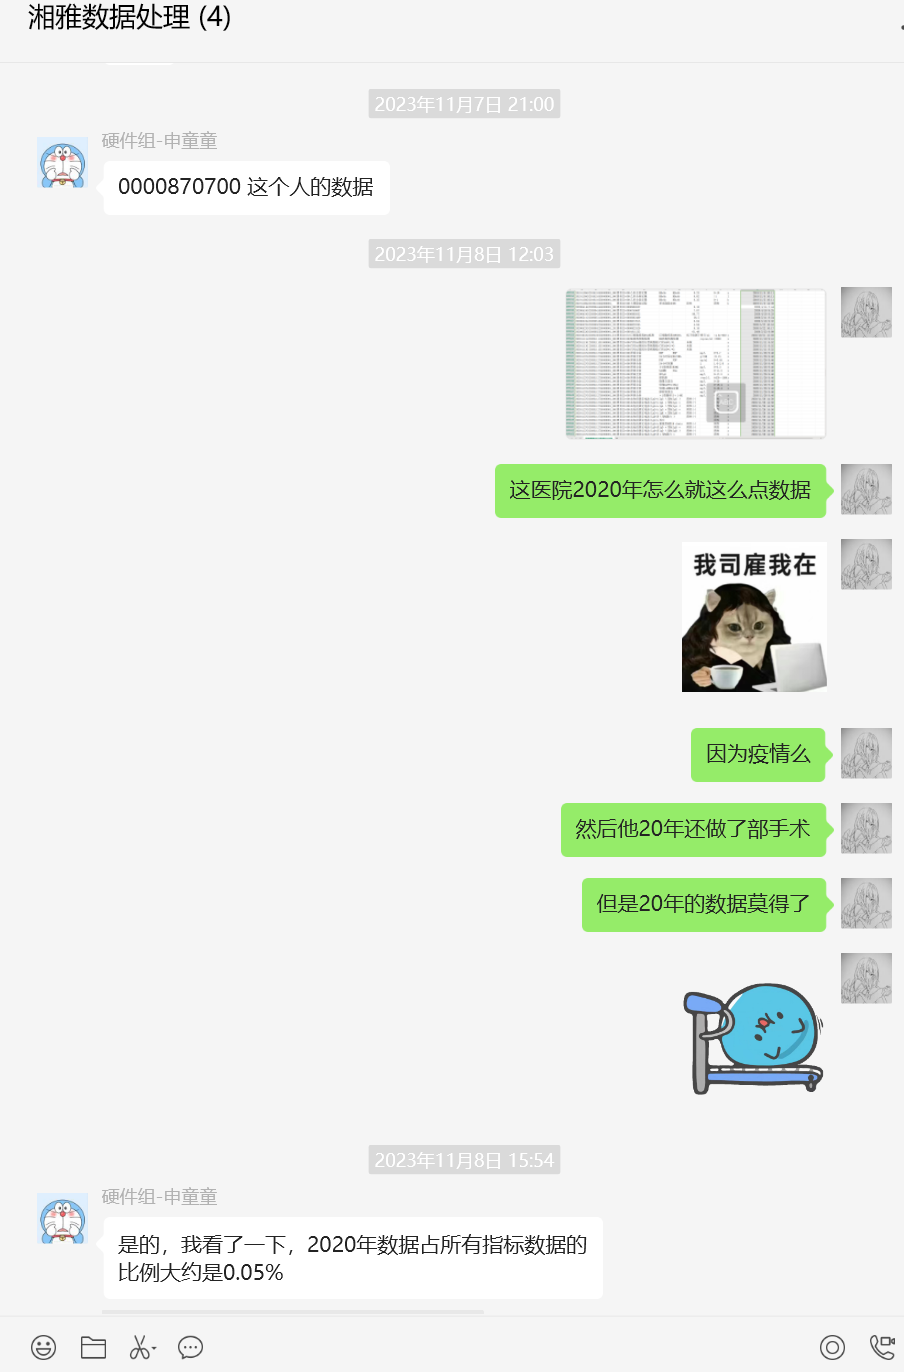 湘雅数据处理 (4)
2023年11月7日 21:00
硬件组-申童童
0000870700 这个人的数据
2023年11月8日 12:03
这医院2020年怎么就这么点数据
我司雇我在
因为疫情么
然后他20年还做了部手术
但是20年的数据莫得了
2023年11月8日 15:54
硬件组-申童童
是的，我看了一下，2020年数据占所有指标数据的
比例大约是0.05%